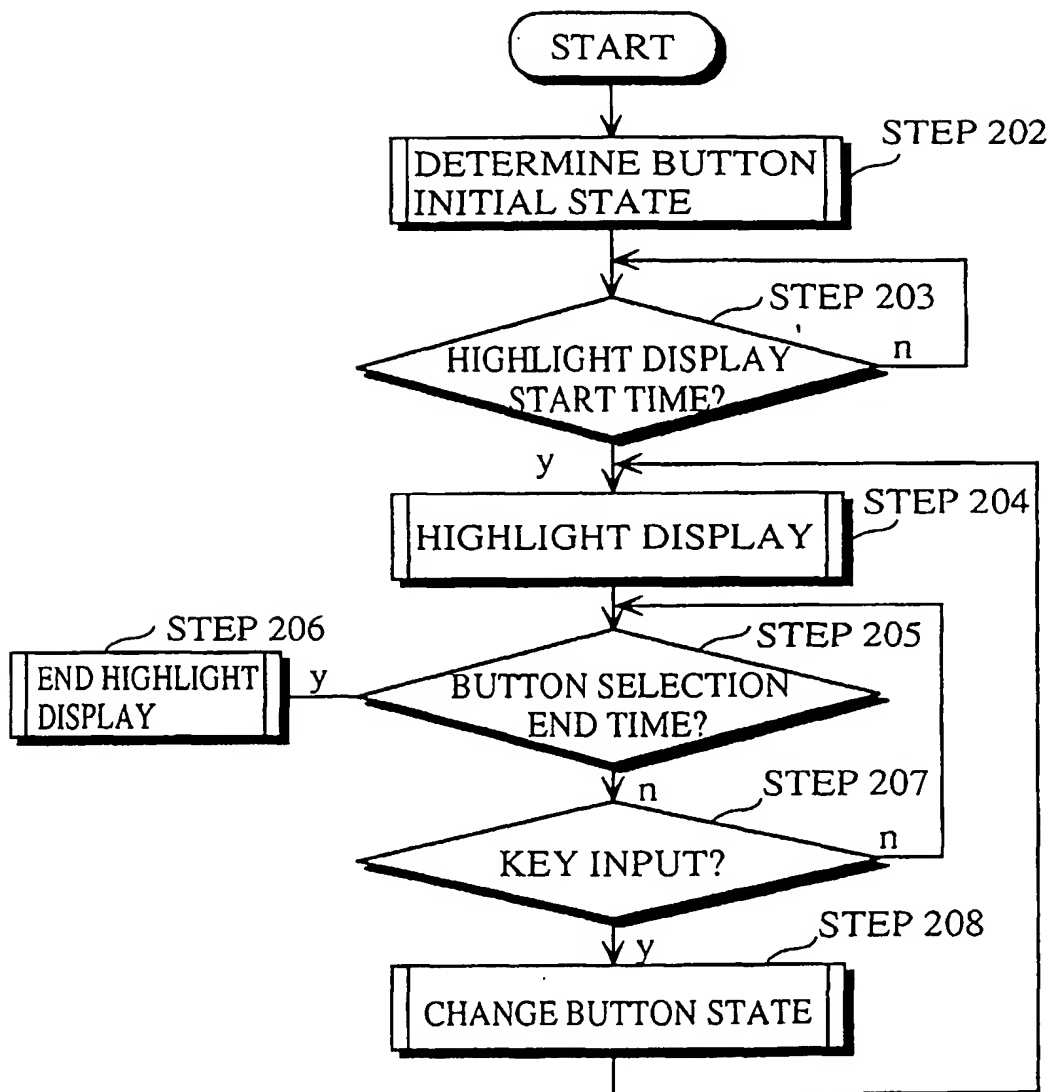 START
STEP 202
DETERMINE BUTTON
INITIAL STATE
STEP 203
HIGHLIGHT DISPLAY
START TIME?
n
y
STEP 204
HIGHLIGHT DISPLAY
STEP 206
END HIGHLIGHT
DISPLAY
y
STEP 205
BUTTON SELECTION
END TIME?
n
STEP 207
KEY INPUT?
n
y
STEP 208
CHANGE BUTTON STATE